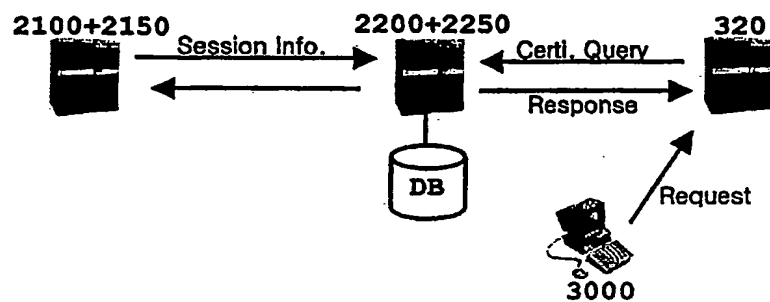 2100+2150
2200+2250
320
Session Info.
Certi. Query
Response
DB
Request
3000